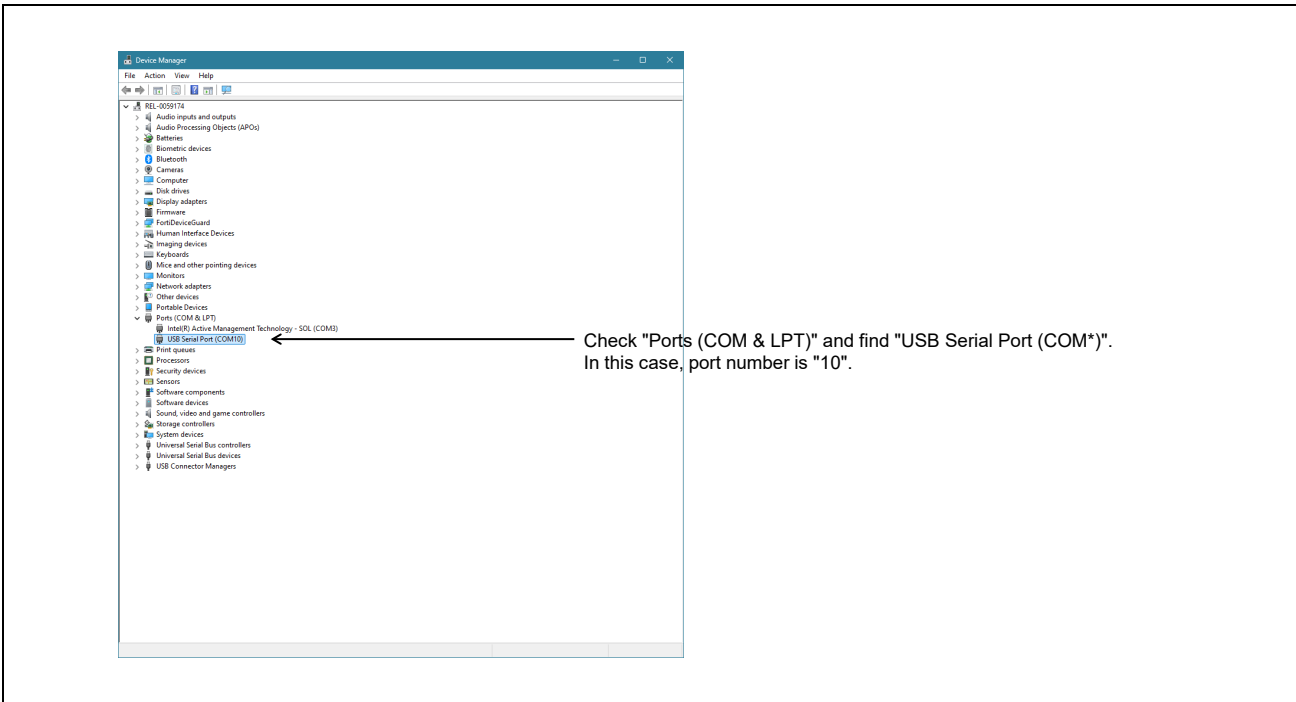 Device Manager
File Action View Help
REL-0059174
Audio inputs and outputs
Audio Processing Objects (APOs)
Batteries
Biometric devices
Bluetooth
Cameras
Computer
Disk drives
Display adapters
Firmware
FortiDeviceGuard
Human Interface Devices
Imaging devices
Keyboards
Mice and other pointing devices
Monitors
Network adapters
Other devices
Portable Devices
Ports (COM & LPT)
Intel(R) Active Management Technology - SOL (COM3)
USB Serial Port (COM10)
Print queues
Processors
Security devices
Sensors
Software components
Software devices
Sound, video and game controllers
Storage controllers
System devices
Universal Serial Bus controllers
Universal Serial Bus devices
USB Connector Managers
Check "Ports (COM & LPT)" and find "USB Serial Port (COM*)".
In this case, port number is "10".